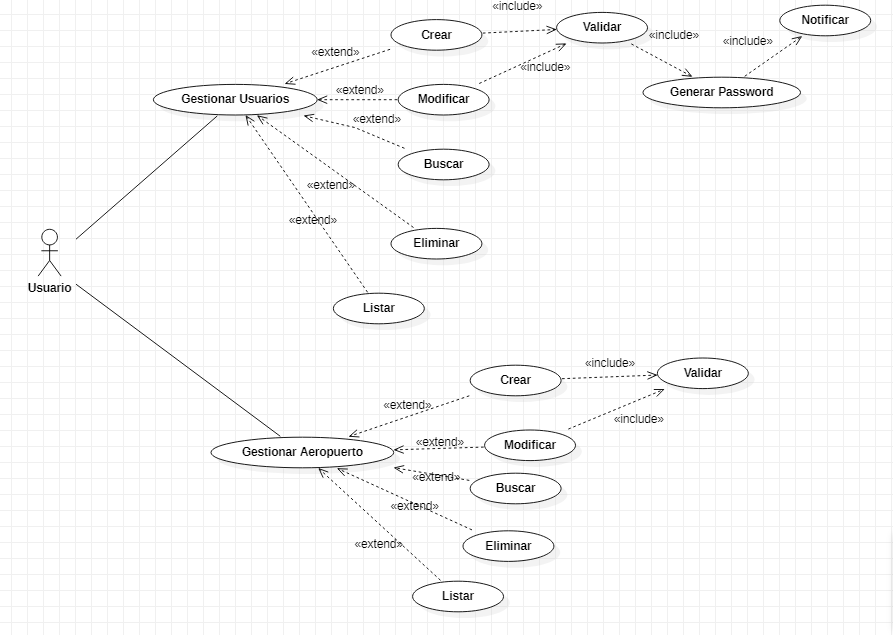 «include»
Notificar
Crear
Validar
«include»
«include»
«extend»
«include»
«extend»
Generar Password
Gestionar Usuarios
Modificar
«extend»
Buscar
«extend»
«extend»
Eliminar
Usuario
Listar
«include»
Crear
Validar
«extend»
«include»
«extend»
Modificar
Gestionar Aeropuerto
«extend»
Buscar
«extend»
«extend»
Eliminar
Listar